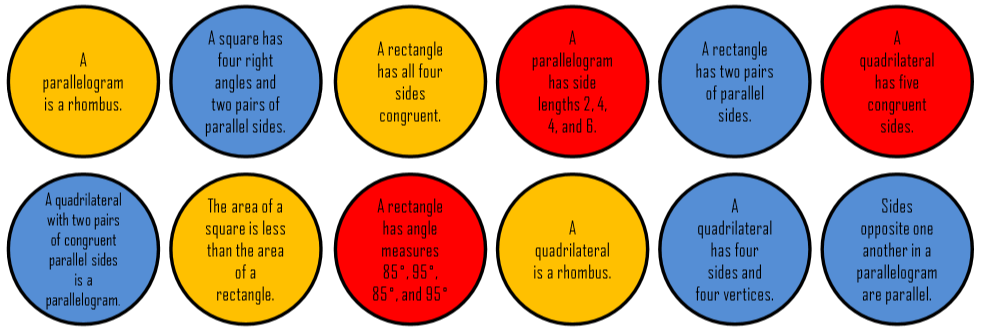 A
parallelogram
is a rhombus.
A square has
four right
angles and
two pairs of
parallel sides.
A rectangle
has all four
sides
congruent.
A
parallelogram
has side
lengths 2, 4,
4, and 6.
A rectangle
has two pairs
of parallel
sides.
A
quadrilateral
has five
congruent
sides.
A quadrilateral
with two pairs
of congruent
parallel sides
is a
parallelogram.
The area of a
square is less
than the area
of a
rectangle.
A rectangle
has angle
measures
85°, 95°,
85°, and 95°
A
quadrilateral
is a rhombus.
A
quadrilateral
has four
sides and
four vertices.
Sides
opposite one
another in a
parallelogram
are parallel.